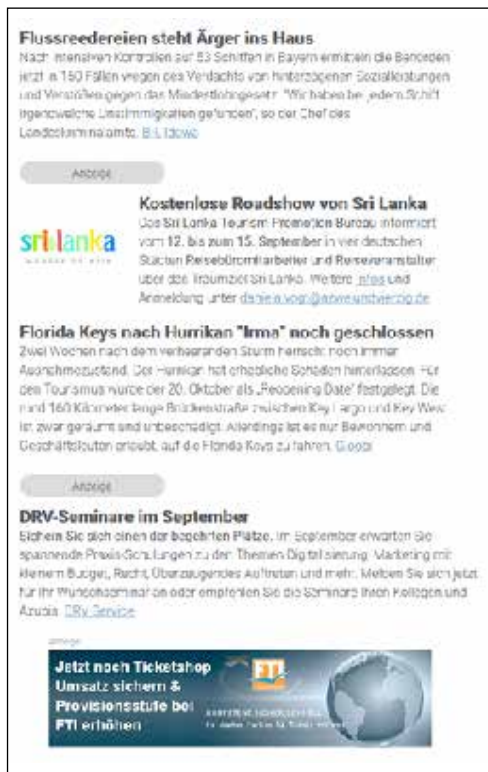 Flussreedereien steht Ärger ins Haus
Nach intensiven Kontrollen auf 53 Schiffen in Bayern ermitteln die Behörden
jetzt in 160 Fällen wegen des Verdachts von hinterzogenen Sozialleistungen
und Verstößen gegen das Mindestlohngesetz. "Wir haben bei jedem Schiff
irgendwelche Unstimmigkeiten gefunden", so der Chef des
Landeskriminalamts.
Anzeige
Kostenlose Roadshow von Sri Lanka
Das Sri Lanka Tourism Promotion Bureau informiert
vom 12. bis zum 15. September in vier deutschen
Städten Reisebüromitarbeiter und Reiseveranstalter
über das Traumziel Sri Lanka. Weitere Infos und
Anmeldung unter
sri lanka
WONDER OF ASIA
Florida Keys nach Hurrikan "Irma" noch geschlossen
Zwei Wochen nach dem verheerenden Sturm herrscht noch immer
Ausnahmezustand. Der Hurrikan hat erhebliche Schäden hinterlassen. Für
den Tourismus wurde der 20. Oktober als „Reopening Date" festgelegt. Die
rund 160 Kilometer lange Brückenstraße zwischen Key Largo und Key West
ist zwar geräumt und unbeschädigt. Allerdings ist es nur Bewohnern und
Geschäftsleuten erlaubt, auf die Florida Keys zu fahren.
Anzeige
DRV-Seminare im September
Sichern Sie sich einen der begehrten Plätze. Im September erwarten Sie
spannende Praxis-Schulungen zu den Themen Digitalisierung, Marketing mit
kleinem Budget, Recht, Überzeugendes Auftreten und mehr. Melden Sie sich jetzt
für Ihr Wunschseminar an oder empfehlen Sie die Seminare Ihren Kollegen und
Azubis. DRV Service
anzeige
Jetzt noch Ticketshop
Umsatz sichern &
Provisionsstufe bei
FTI erhöhen
FTI